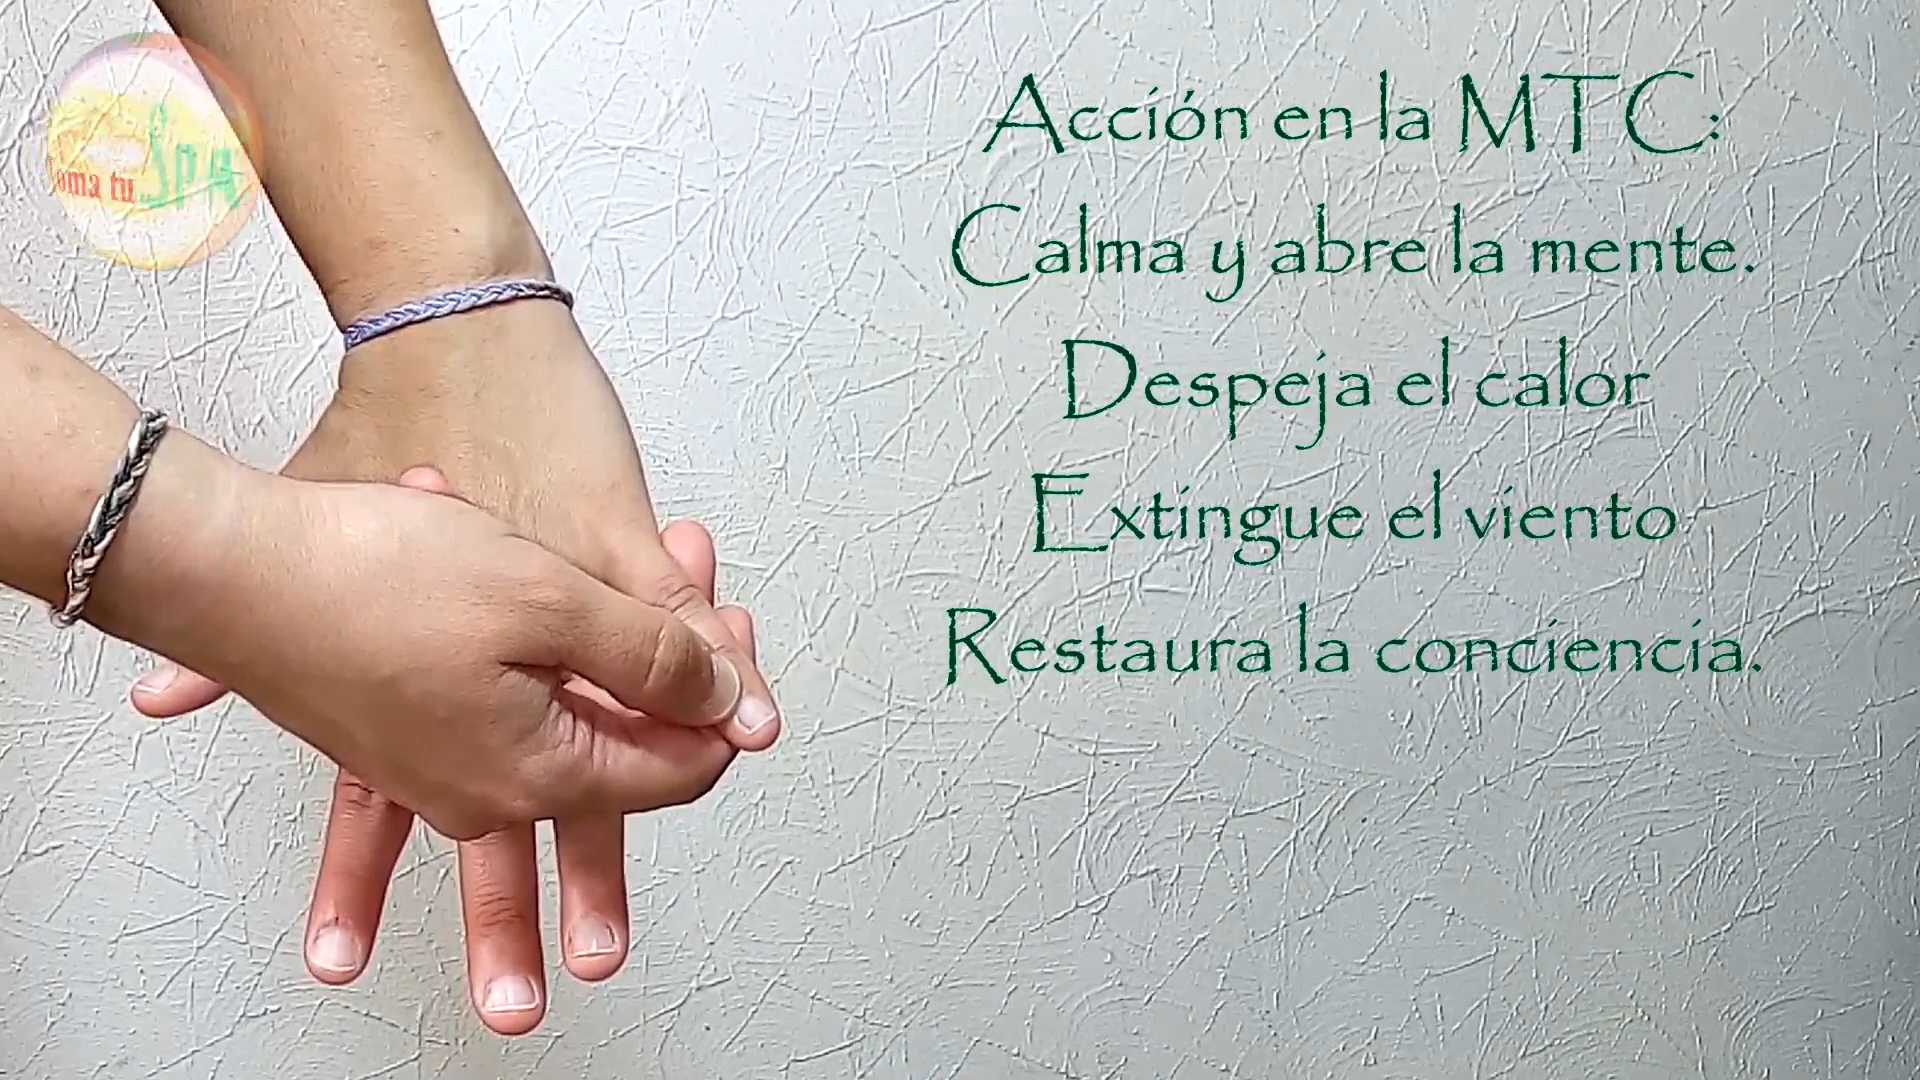 oma tu Spa
Acción en la MTC:
Calma y abre la mente.
Despeja el calor
Extingue el viento
Restaura la conciencia.